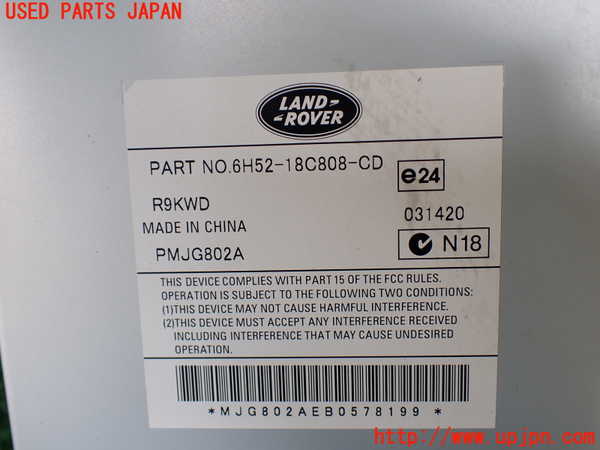 USED PARTS JAPAN
LAND-
-ROVER
PART NO.6H52-18C808-CD
e24
R9KWD
031420
MADE IN CHINA
N18
PMJG802A
THIS DEVICE COMPLIES WITH PART 15 OF THE FCC RULES.
OPERATION IS SUBJECT TO THE FOLLOWING TWO CONDITIONS:
(1)THIS DEVICE MAY NOT CAUSE HARMFUL INTERFERENCE.
(2)THIS DEVICE MUST ACCEPT ANY INTERFERENCE RECEIVED
INCLUDING INTERFERENCE THAT MAY CAUSE UNDESIRED
OPERATION.
*MJG802AEB0578199*
http://www.upjpn.com/